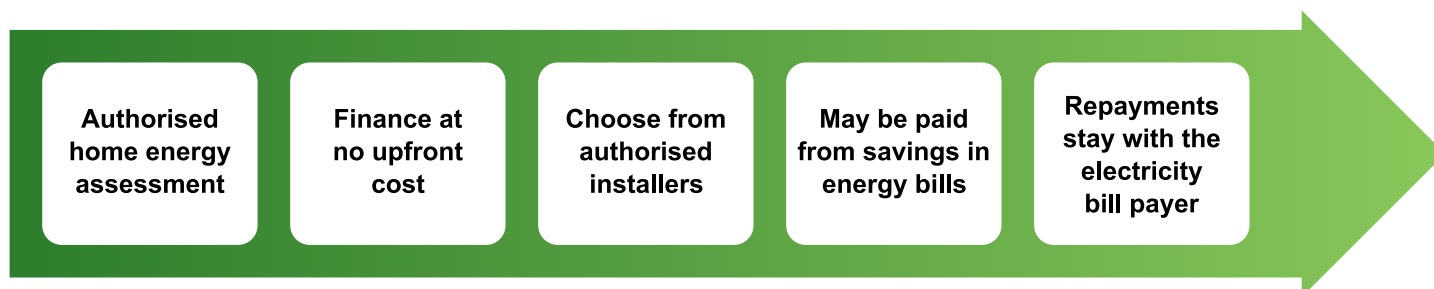 Authorised
home energy
assessment
Finance at
no upfront
cost
Choose from
authorised
installers
May be paid
from savings in
energy bills
Repayments
stay with the
electricity
bill payer